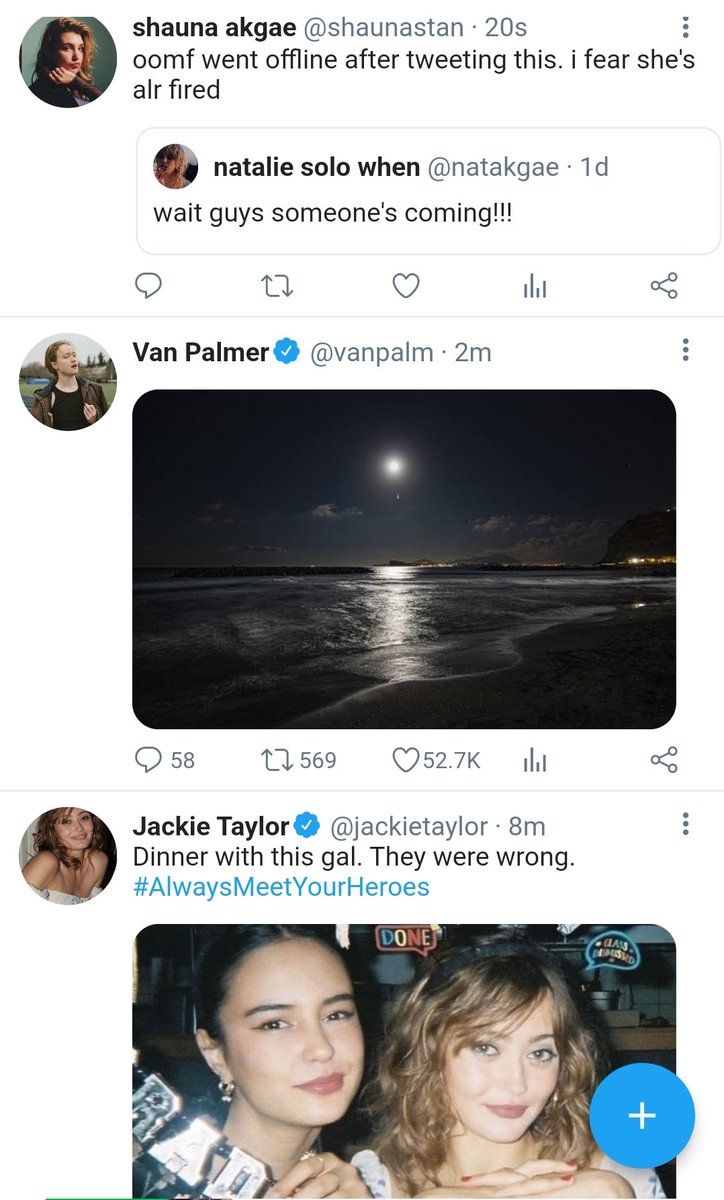 shauna akgae @shaunastan · 20s
oomf went offline after tweeting this. i fear she's
alr fired
natalie solo when @natakgae · 1d
wait guys someone's coming!!!
Van Palmer @vanpalm · 2m
58 569 52.7K
Jackie Taylor @jackietaylor · 8m
Dinner with this gal. They were wrong.
#AlwaysMeetYourHeroes
DONE
CLASS
DISMISSED